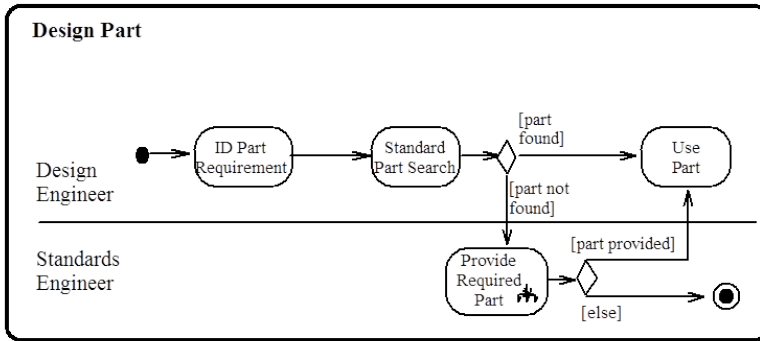 Design Part
[part
found]
ID Part
Requirement
Standard
Part Search
Use
Part
Design
Engineer
[part not
found]
Standards
Engineer
Provide
Required
Part
[part provided]
[else]